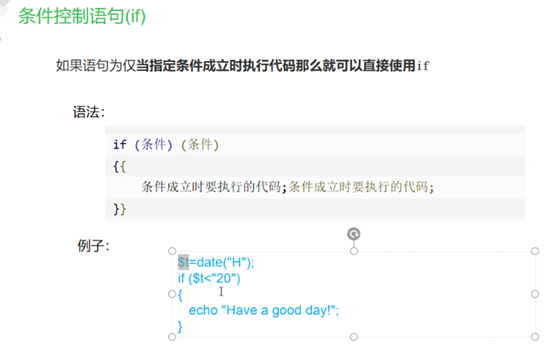 条件控制语句(if)
如果语句为仅当指定条件成立时执行代码那么就可以直接使用if
语法：
if (条件) (条件)
{{
条件成立时要执行的代码;条件成立时要执行的代码;
}}
例子：
$t=date("H");
if ($t<"20")
{
echo "Have a good day!";
}